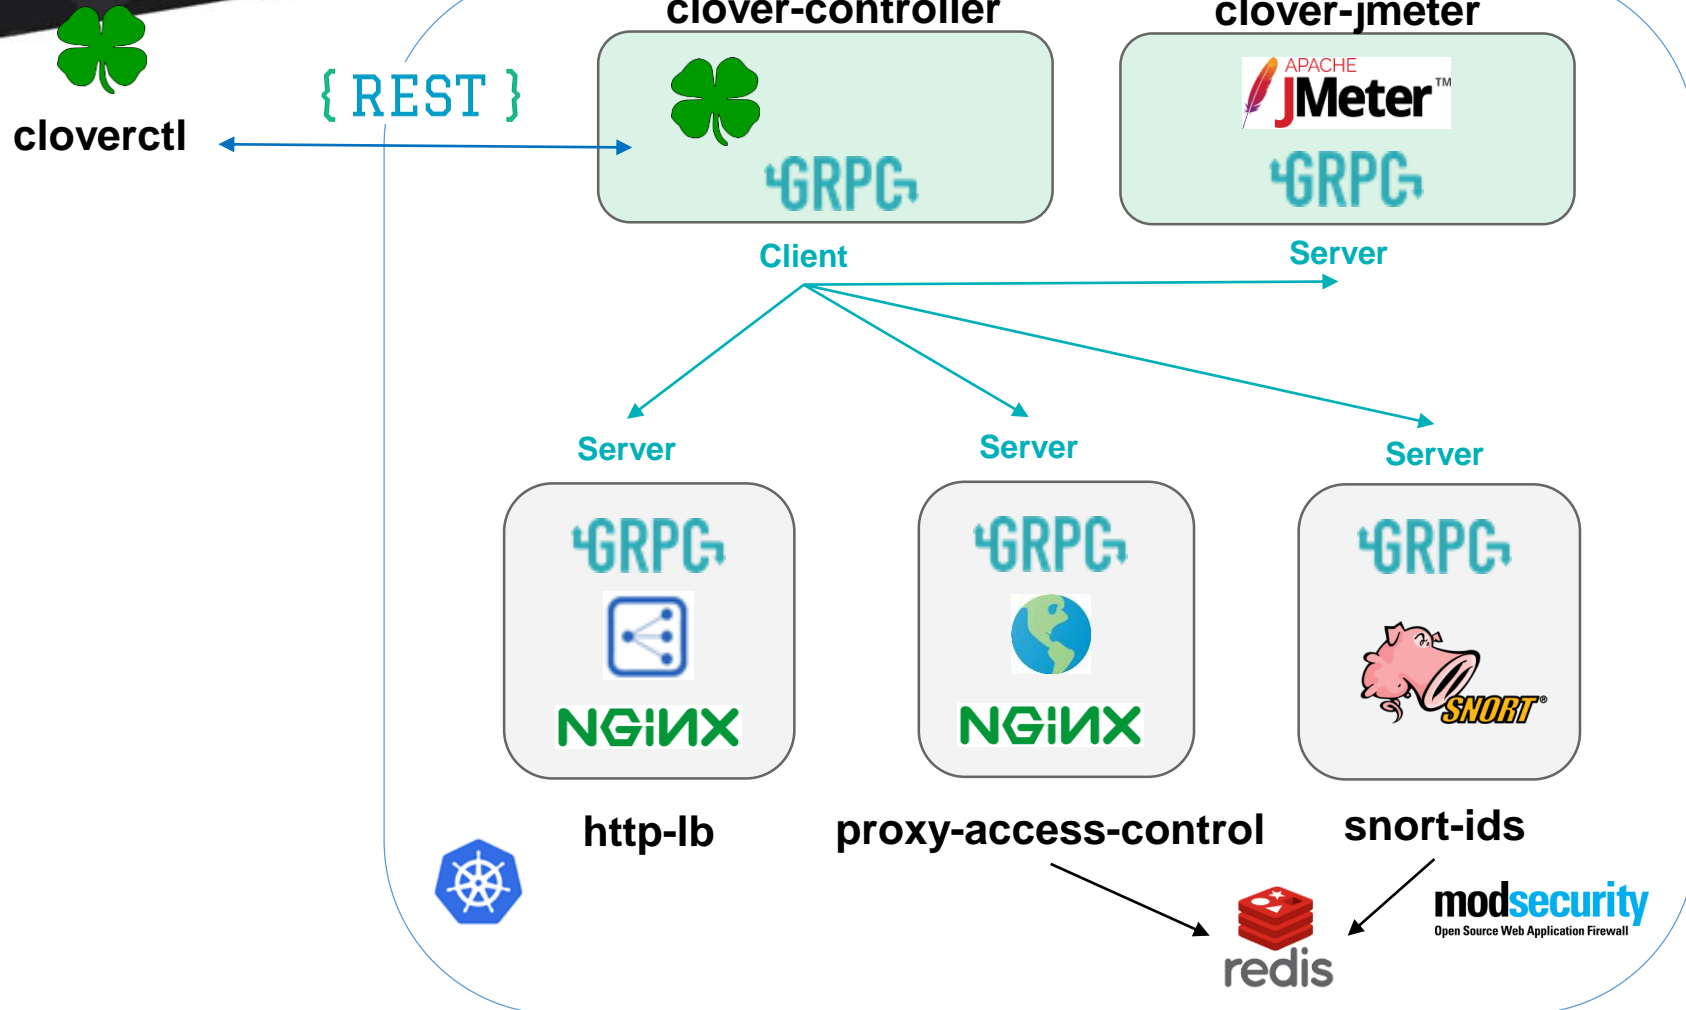 clover-controller
clover-jmeter
{ REST }
APACHE
JMeter™
cloverctl
GRPC
GRPC
Client
Server
Server
Server
Server
GRPC
GRPC
GRPC
SNORT®
NGINX
NGINX
http-lb
proxy-access-control
snort-ids
modsecurity
Open Source Web Application Firewall
redis